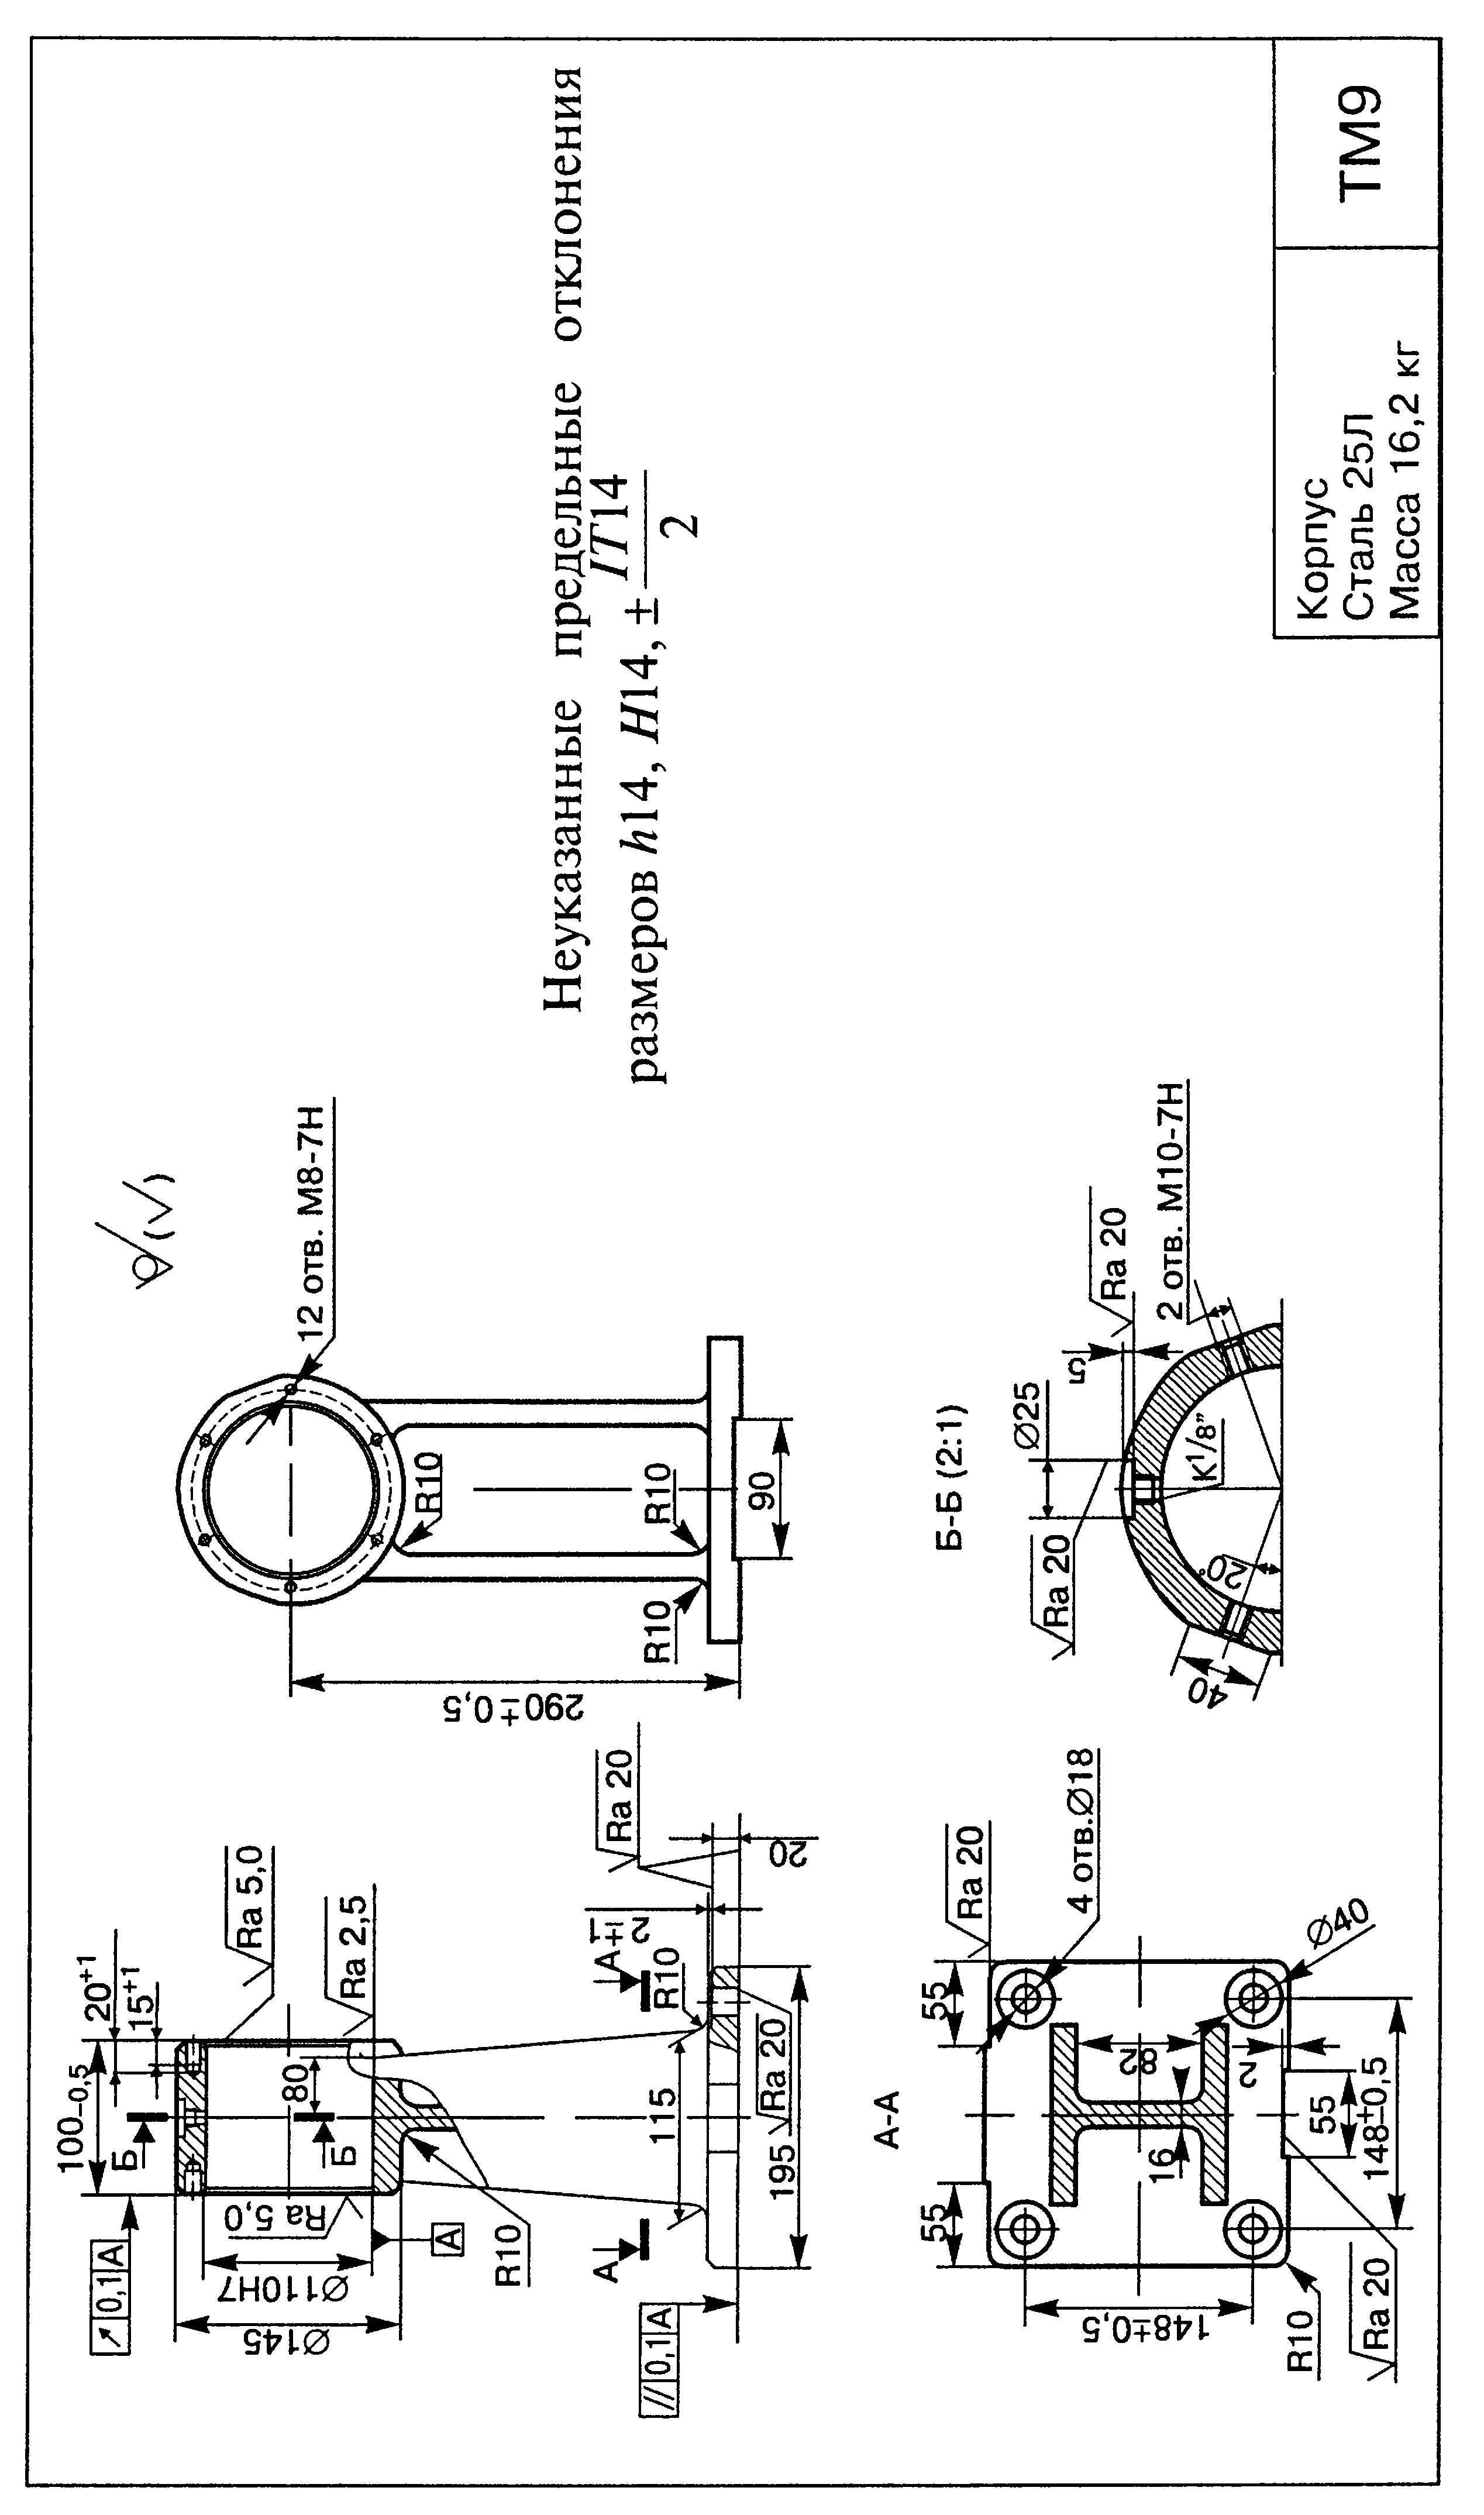 100₋₀,₅
20⁺¹
15⁺¹
Ra 5,0
Ra 2,5
80
Б
Б
↗ 0,1 А
Ra 5,0
Ø110H7
Ø145
А
R10
Ra 20
2±1
20
А
А
R10
115
195
Ra 20
// 0,1 А
√(√)
12 отв. М8-7Н
R10
R10
R10
90
290±0,5
Неуказанные предельные отклонения
размеров h14, H14, ± IT14
2
А-А
55
55
Ra 20
4 отв.Ø18
Ø40
82
16
2
55
148±0,5
148±0,5
R10
Ra 20
Б-Б (2:1)
Ø25
5
Ra 20
Ra 20
2 отв. М10-7Н
К1/8”
20°
40
Корпус
Сталь 25Л
Масса 16,2 кг
ТМ9